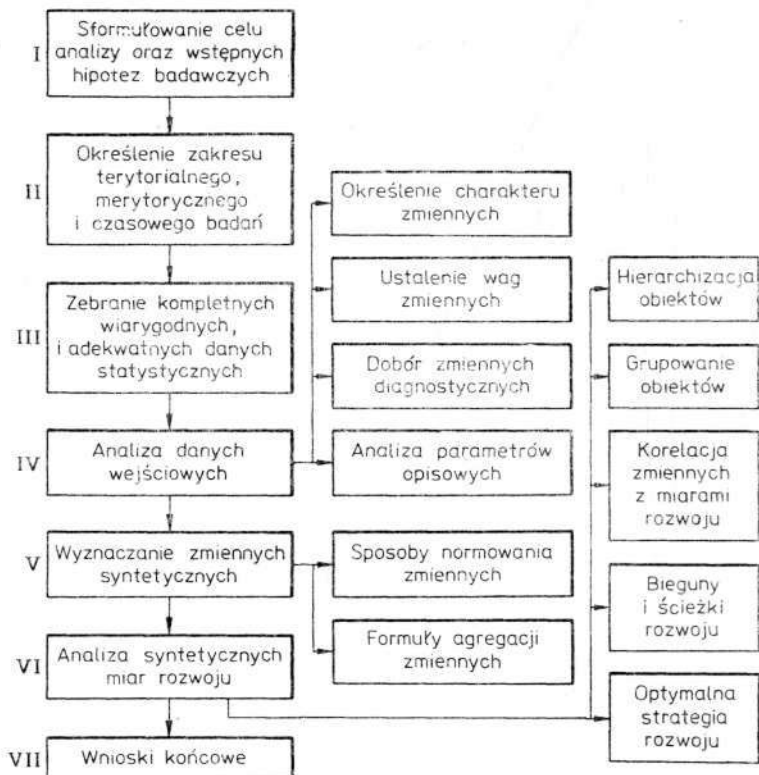 I
Sformułowanie celu
analizy oraz wstępnych
hipotez badawczych
II
Określenie zakresu
terytorialnego,
merytorycznego
i czasowego badań
III
Zebranie kompletnych
wiarygodnych,
i adekwatnych danych
statystycznych
IV
Analiza danych
wejściowych
V
Wyznaczanie zmiennych
syntetycznych
VI
Analiza syntetycznych
miar rozwoju
VII
Wnioski końcowe
Określenie charakteru
zmiennych
Ustalenie wag
zmiennych
Dobór zmiennych
diagnostycznych
Analiza parametrów
opisowych
Sposoby normowania
zmiennych
Formuły agregacji
zmiennych
Hierarchizacja
obiektów
Grupowanie
obiektów
Korelacja
zmiennych
z miarami
rozwoju
Bieguny
i ścieżki
rozwoju
Optymalna
strategia
rozwoju